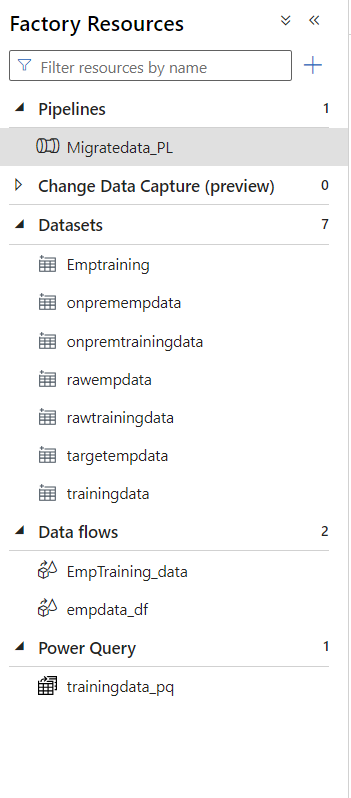 Factory Resources
Filter resources by name
Pipelines 1
Migratedata_PL
Change Data Capture (preview) 0
Datasets 7
Emptraining
onprempempdata
onpremtrainingdata
rawempdata
rawtrainingdata
targetempdata
trainingdata
Data flows 2
EmpTraining_data
empdata_df
Power Query 1
trainingdata_pq